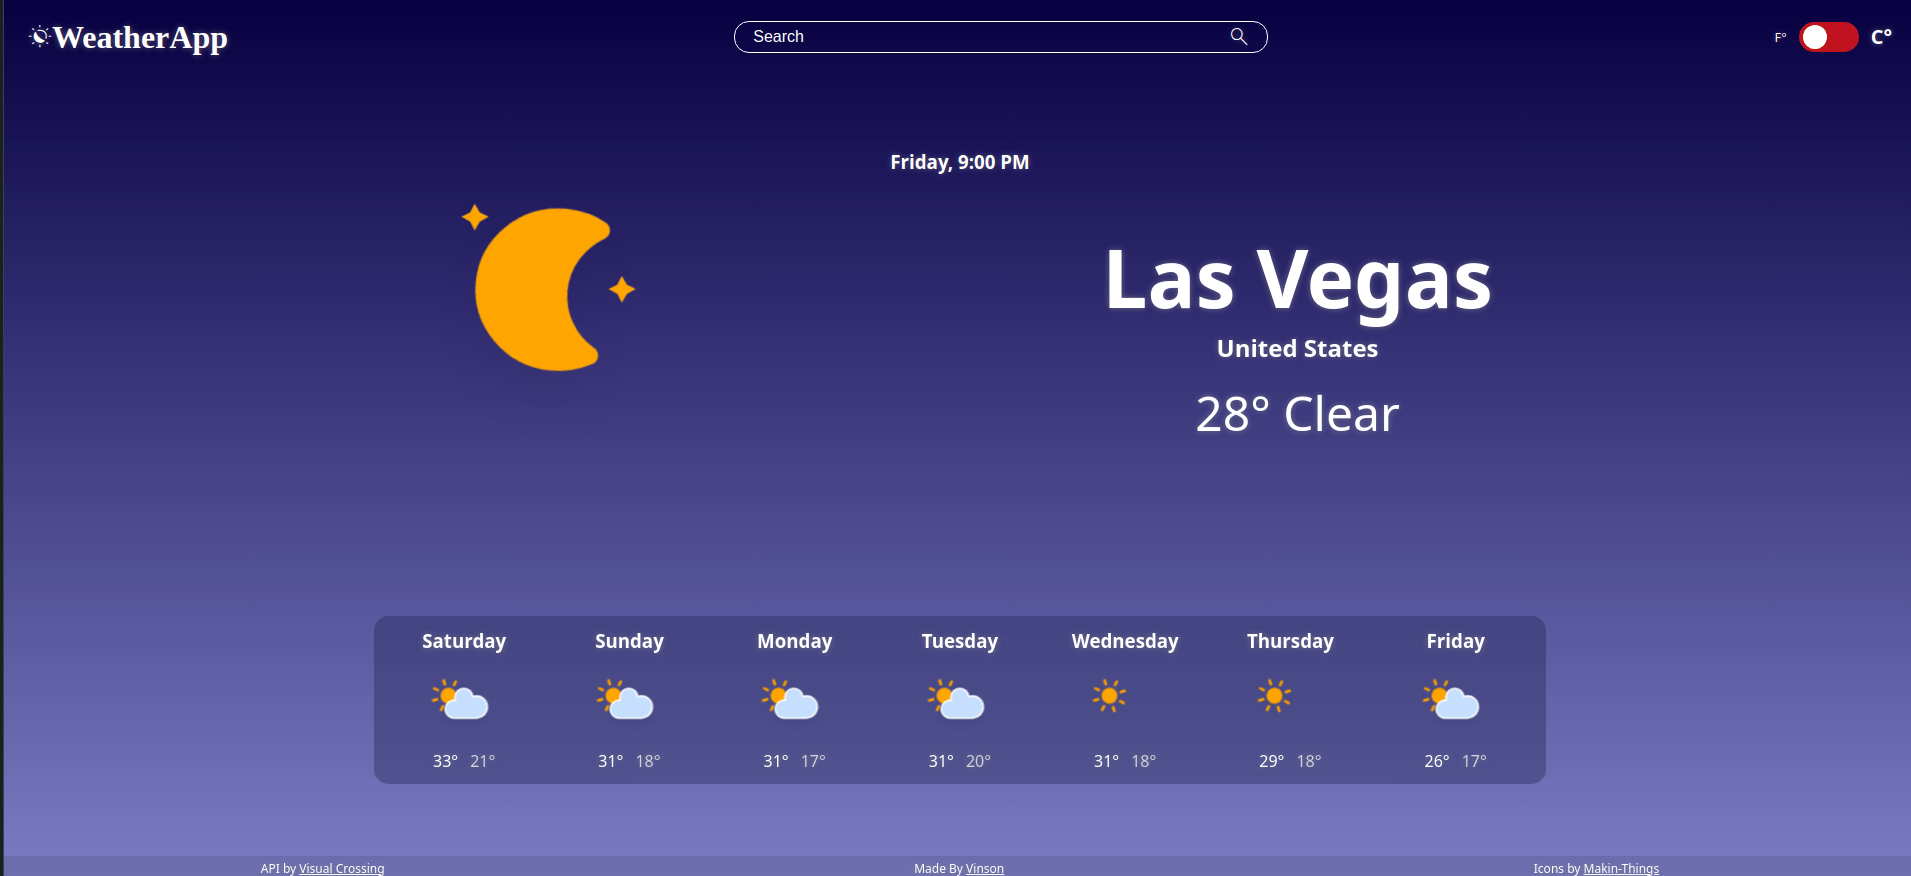 WeatherApp
Search
F° C°
Friday, 9:00 PM
Las Vegas
United States
28° Clear
Saturday Sunday Monday Tuesday Wednesday Thursday Friday
33° 21° 31° 18° 31° 17° 31° 20° 31° 18° 29° 18° 26° 17°
API by Visual Crossing Made By Vinson Icons by Makin-Things